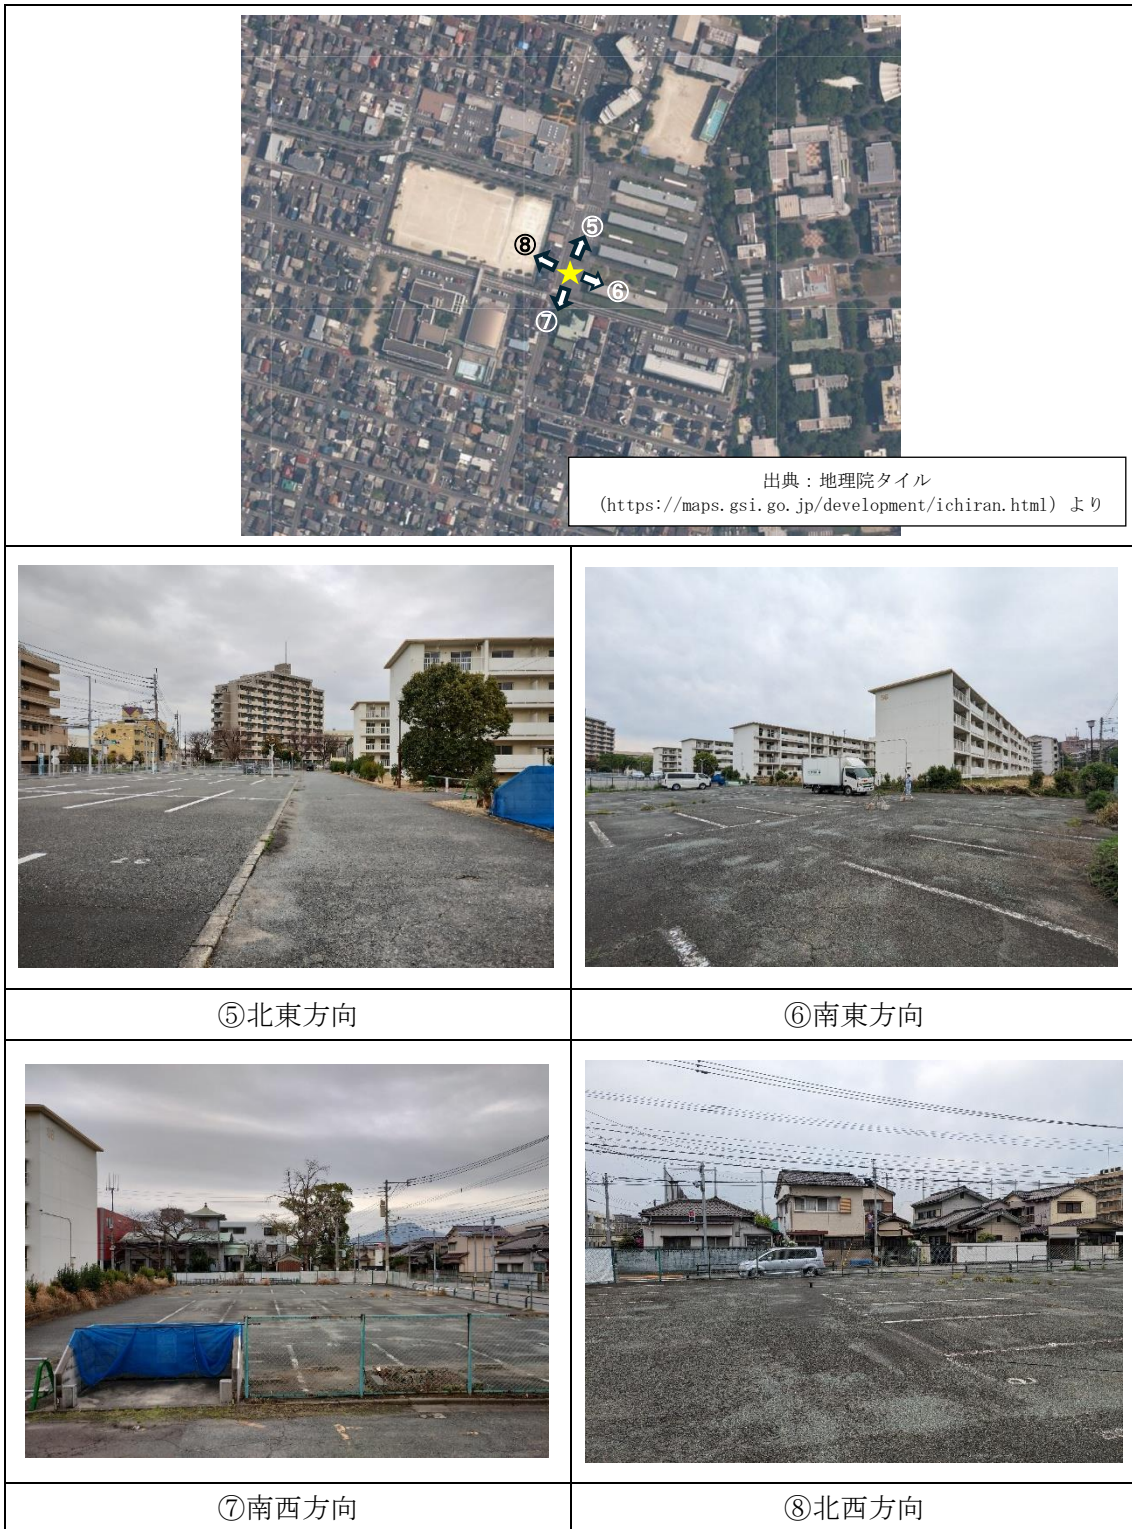 ⑤
⑧
⑥
⑦
出典：地理院タイル
(https://maps.gsi.go.jp/development/ichiran.html) より
⑤北東方向
⑥南東方向
⑦南西方向
⑧北西方向